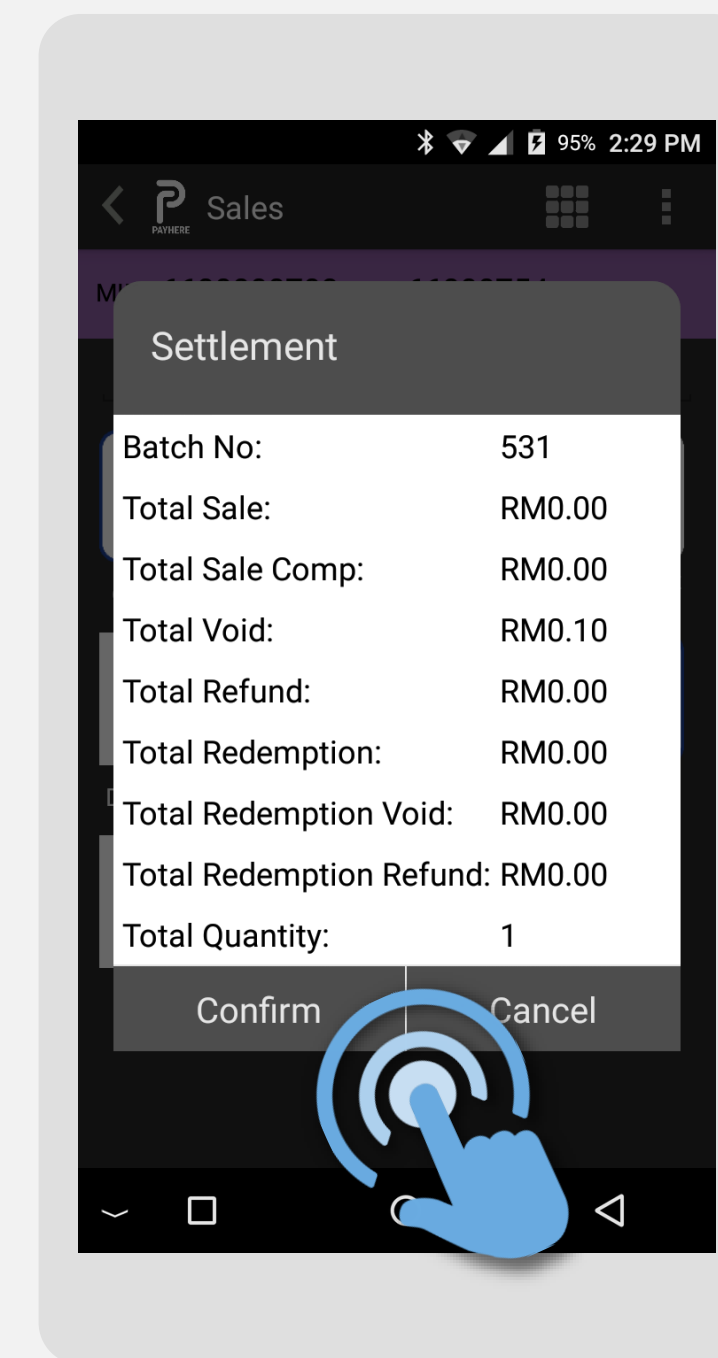 95% 2:29 PM
PAYHERE
Sales
Settlement
Batch No: 531
Total Sale: RM0.00
Total Sale Comp: RM0.00
Total Void: RM0.10
Total Refund: RM0.00
Total Redemption: RM0.00
Total Redemption Void: RM0.00
Total Redemption Refund: RM0.00
Total Quantity: 1
Confirm Cancel